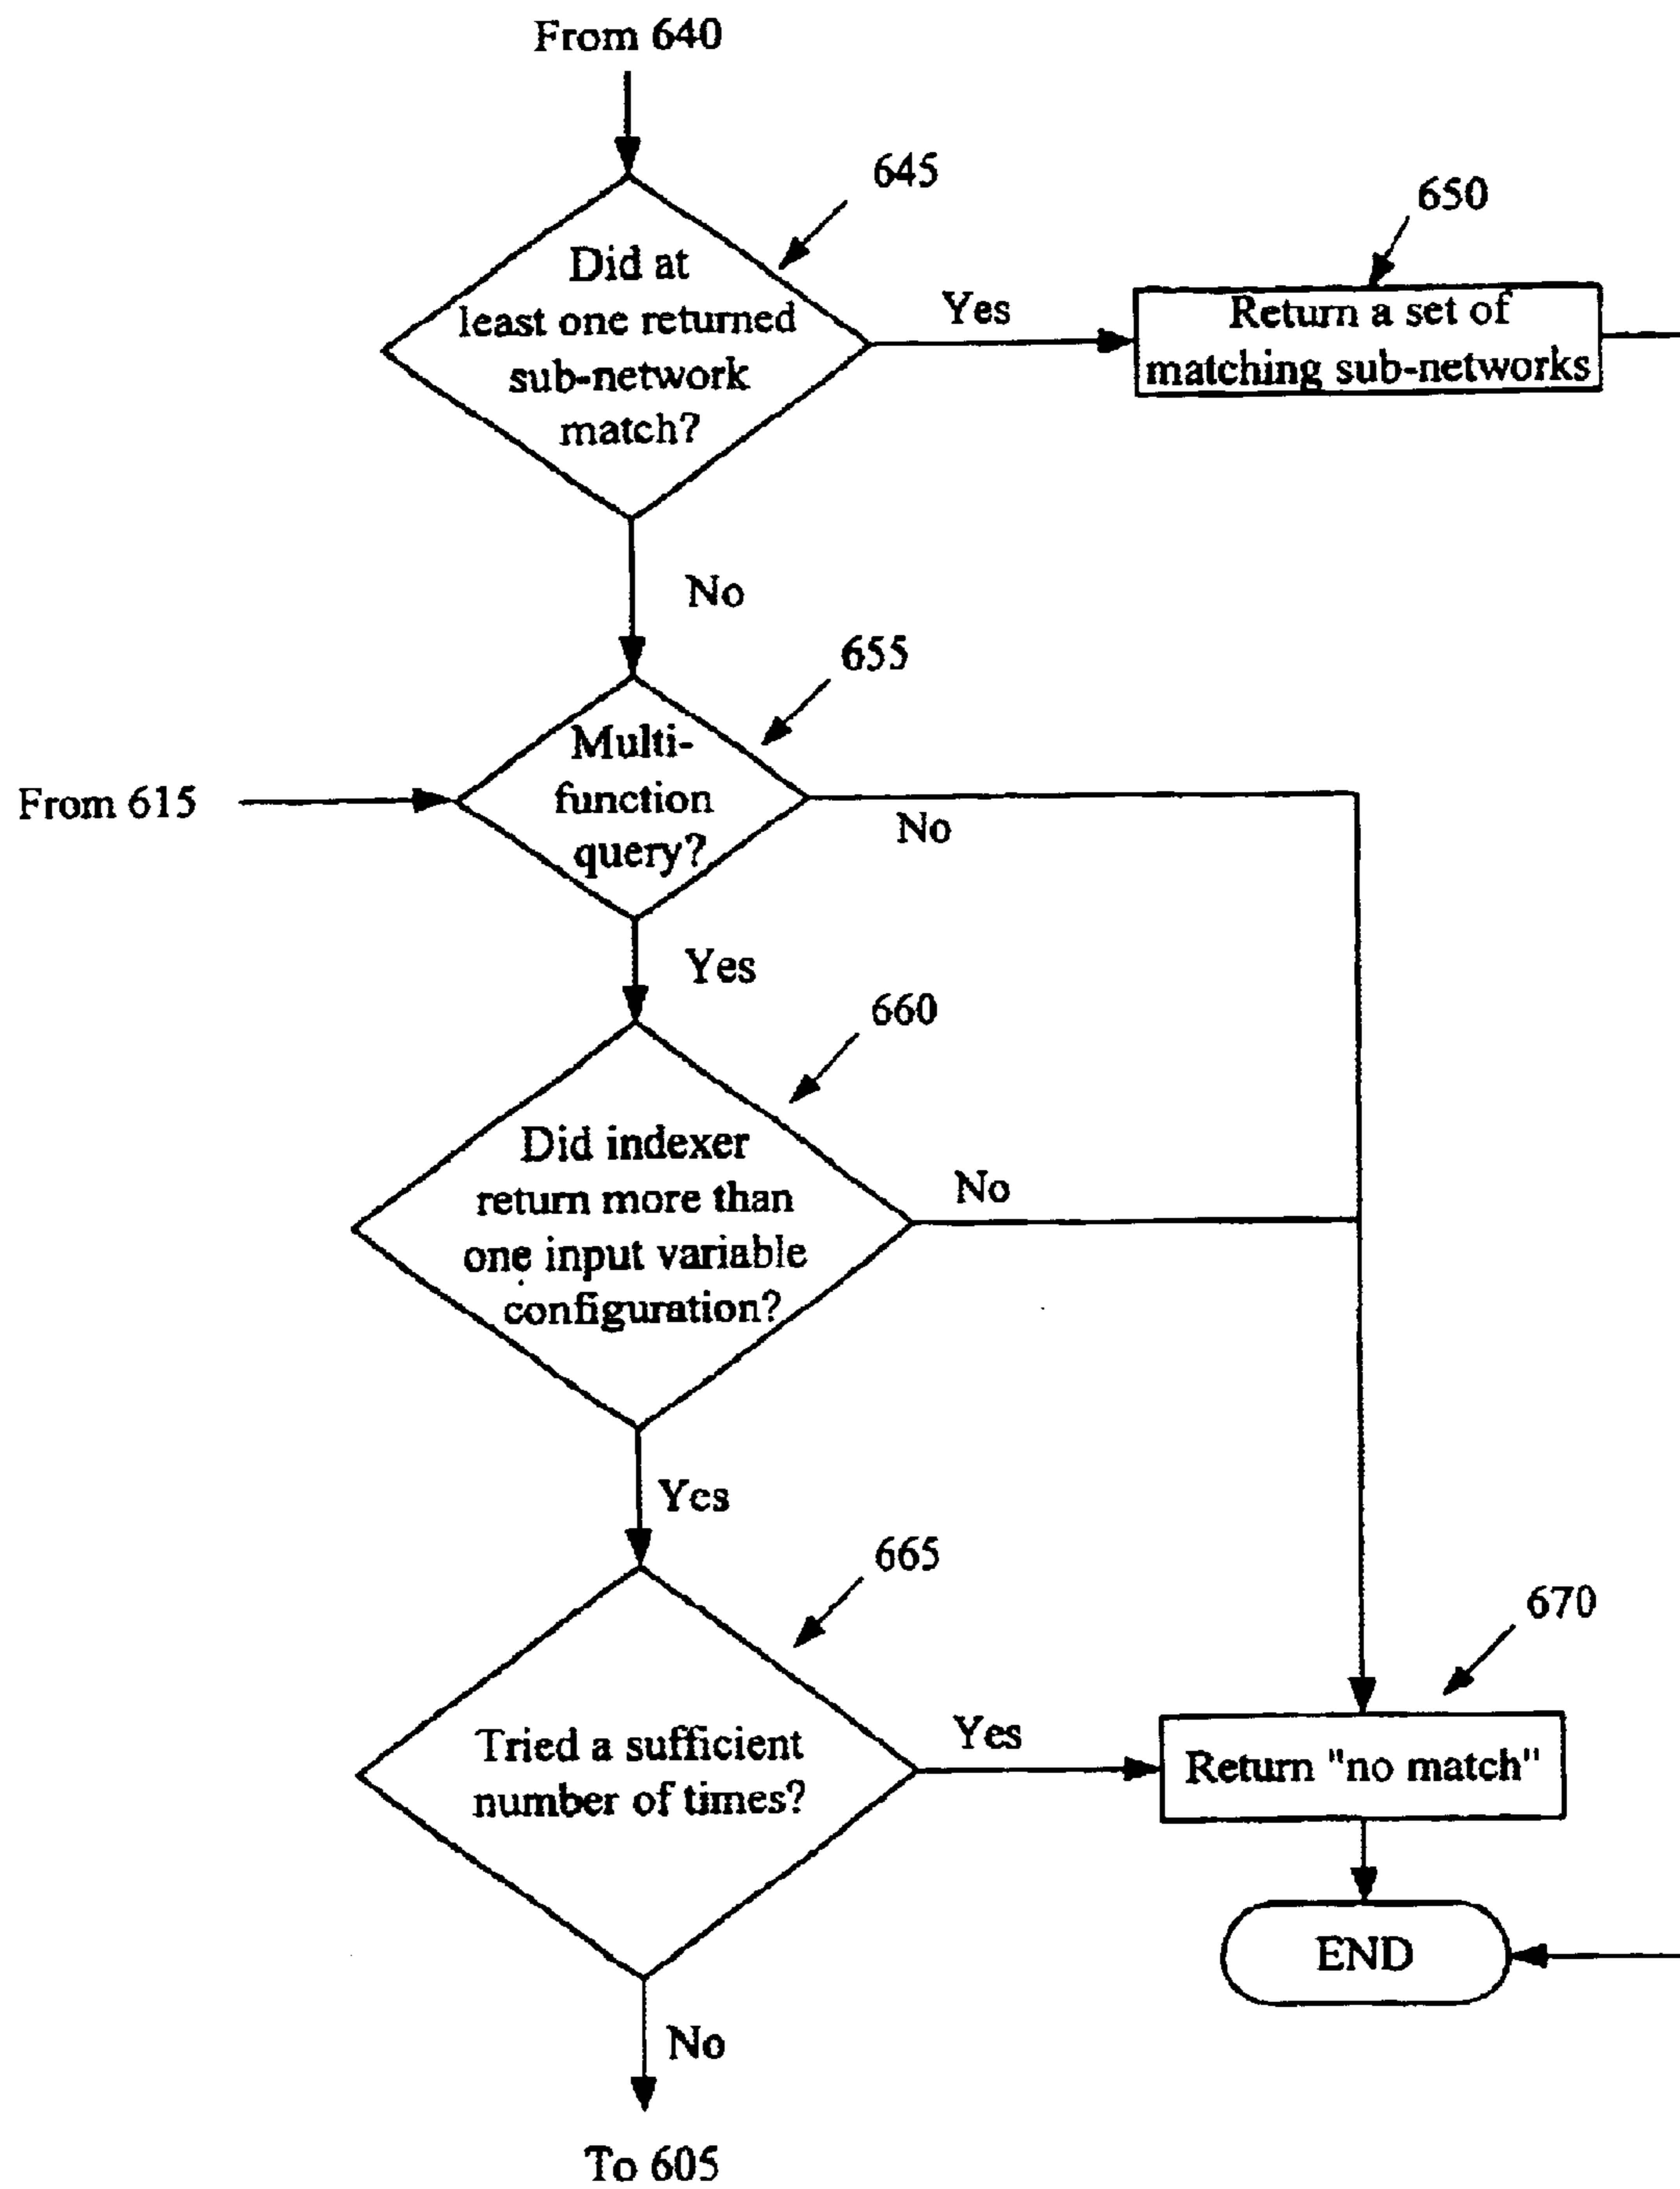 From 640
645
Did at
least one returned
sub-network
match?
Yes
650
Return a set of
matching sub-networks
No
655
From 615
Multi-
function
query?
No
Yes
660
Did indexer
return more than
one input variable
configuration?
No
Yes
665
Tried a sufficient
number of times?
Yes
670
Return "no match"
END
No
To 605